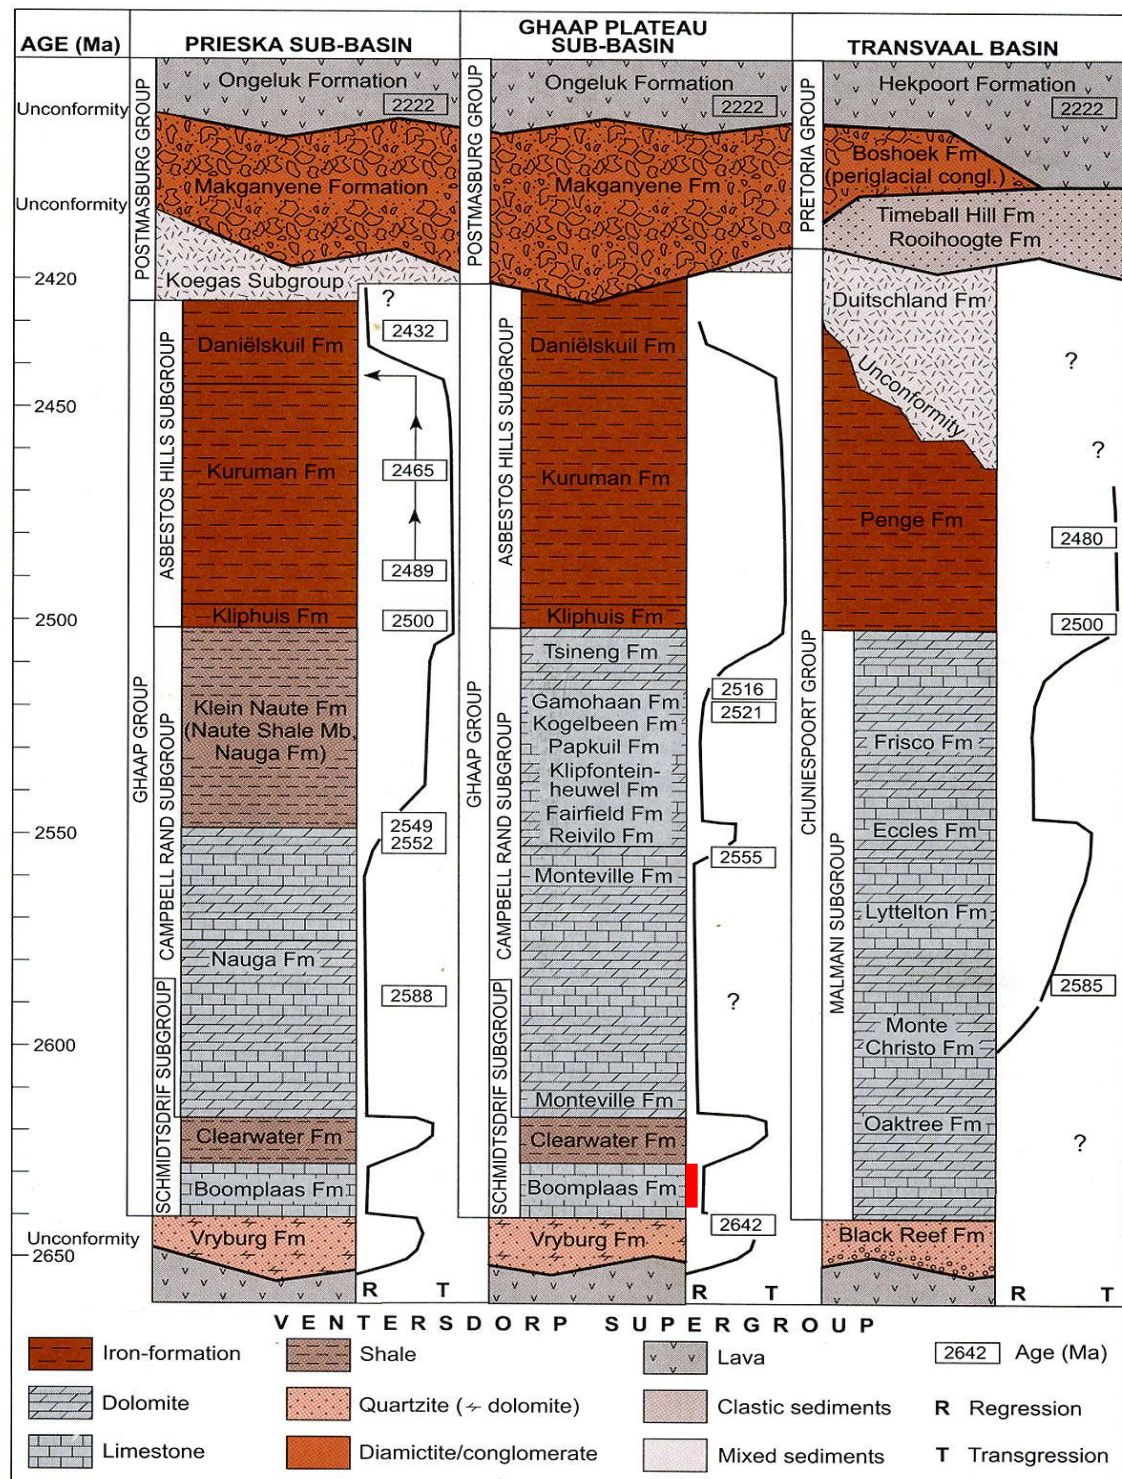 AGE (Ma)
PRIESKA SUB-BASIN
GHAAP PLATEAU
SUB-BASIN
TRANSVAAL BASIN
Unconformity
Unconformity
2420
2450
2500
2550
2600
Unconformity
2650
POSTMASBURG GROUP
GHAAP GROUP
ASBESTOS HILLS SUBGROUP
CAMPBELL RAND SUBGROUP
SCHMIDTSDRIF SUBGROUP
Ongeluk Formation
2222
Makganyene Formation
Koegas Subgroup
?
2432
Daniëlskuil Fm
Kuruman Fm
2465
2489
Kliphuis Fm
2500
Klein Naute Fm
(Naute Shale Mb,
Nauga Fm)
2549
2552
Nauga Fm
2588
Clearwater Fm
Boomplaas Fm
Vryburg Fm
R T
POSTMASBURG GROUP
GHAAP GROUP
ASBESTOS HILLS SUBGROUP
CAMPBELL RAND SUBGROUP
SCHMIDTSDRIF SUBGROUP
Ongeluk Formation
2222
Makganyene Fm
Daniëlskuil Fm
Kuruman Fm
Kliphuis Fm
Tsineng Fm
2516
Gamohaan Fm
2521
Kogelbeen Fm
Papkuil Fm
Klipfontein-
heuwel Fm
Fairfield Fm
Reivilo Fm
2555
Monteville Fm
?
Monteville Fm
Clearwater Fm
Boomplaas Fm
2642
Vryburg Fm
R T
PRETORIA GROUP
CHUNIESPOORT GROUP
MALMANI SUBGROUP
Hekpoort Formation
2222
Boshoek Fm
(periglacial congl.)
Timeball Hill Fm
Rooihoogte Fm
Duitschland Fm
?
Unconformity
?
Penge Fm
2480
2500
Frisco Fm
Eccles Fm
Lyttelton Fm
2585
Monte
Christo Fm
Oaktree Fm
?
Black Reef Fm
R T
VENTERSDORP SUPERGROUP
Iron-formation
Shale
Lava
2642 Age (Ma)
Dolomite
Quartzite (⥋ dolomite)
Clastic sediments
R Regression
Limestone
Diamictite/conglomerate
Mixed sediments
T Transgression